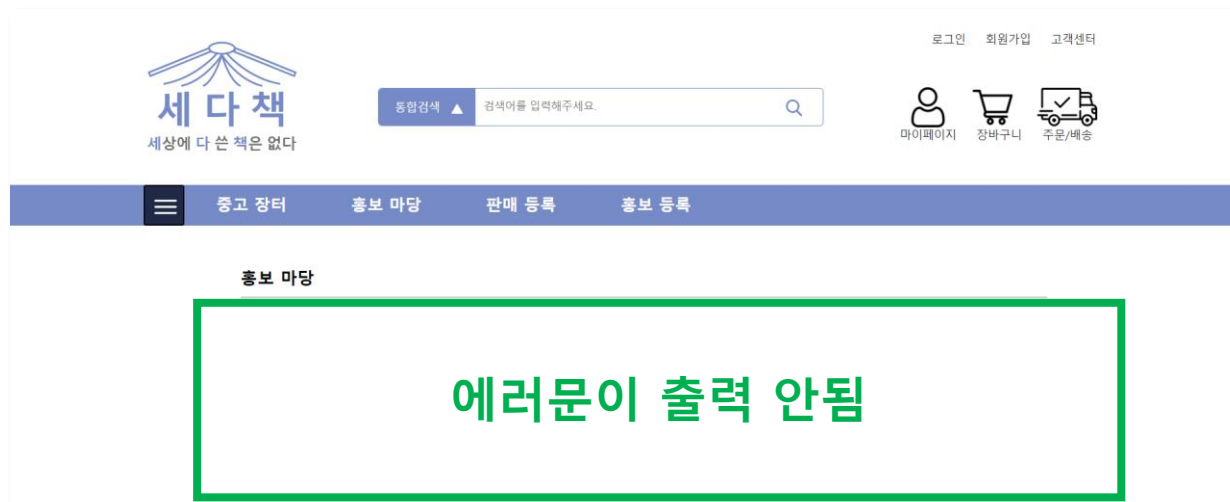 로그인 회원가입 고객센터
세 다 책
세상에 다 쓴 책은 없다
통합검색 ▲ 검색어를 입력해주세요.
마이페이지 장바구니 주문/배송
중고 장터 홍보 마당 판매 등록 홍보 등록
홍보 마당
에러문이 출력 안됨